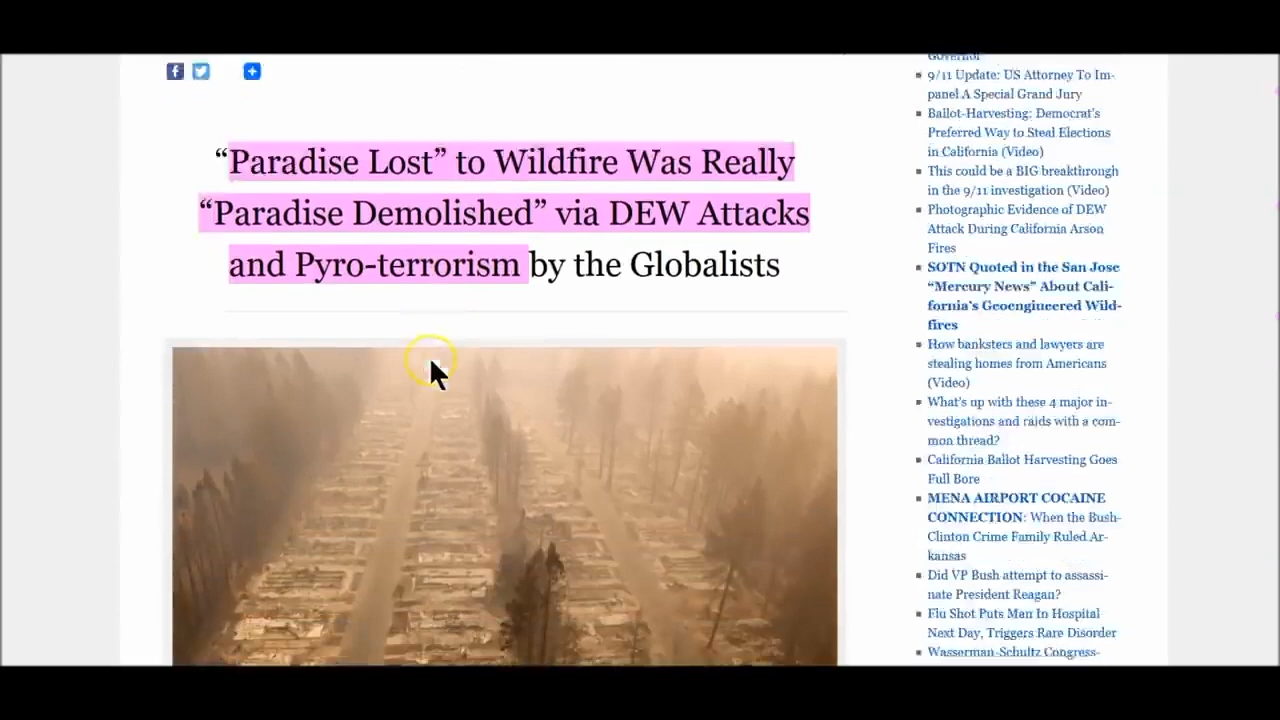 “Paradise Lost” to Wildfire Was Really
“Paradise Demolished” via DEW Attacks
and Pyro-terrorism by the Globalists
Governor
9/11 Update: US Attorney To Im-
panel A Special Grand Jury
Ballot-Harvesting: Democrat's
Preferred Way to Steal Elections
in California (Video)
This could be a BIG breakthrough
in the 9/11 investigation (Video)
Photographic Evidence of DEW
Attack During California Arson
Fires
SOTN Quoted in the San Jose
“Mercury News” About Cali-
fornia's Geoengineered Wild-
fires
How banksters and lawyers are
stealing homes from Americans
(Video)
What's up with these 4 major in-
vestigations and raids with a com-
mon thread?
California Ballot Harvesting Goes
Full Bore
MENA AIRPORT COCAINE
CONNECTION: When the Bush-
Clinton Crime Family Ruled Ar-
kansas
Did VP Bush attempt to assassi-
nate President Reagan?
Flu Shot Puts Man In Hospital
Next Day, Triggers Rare Disorder
Wasserman-Schultz Congress-